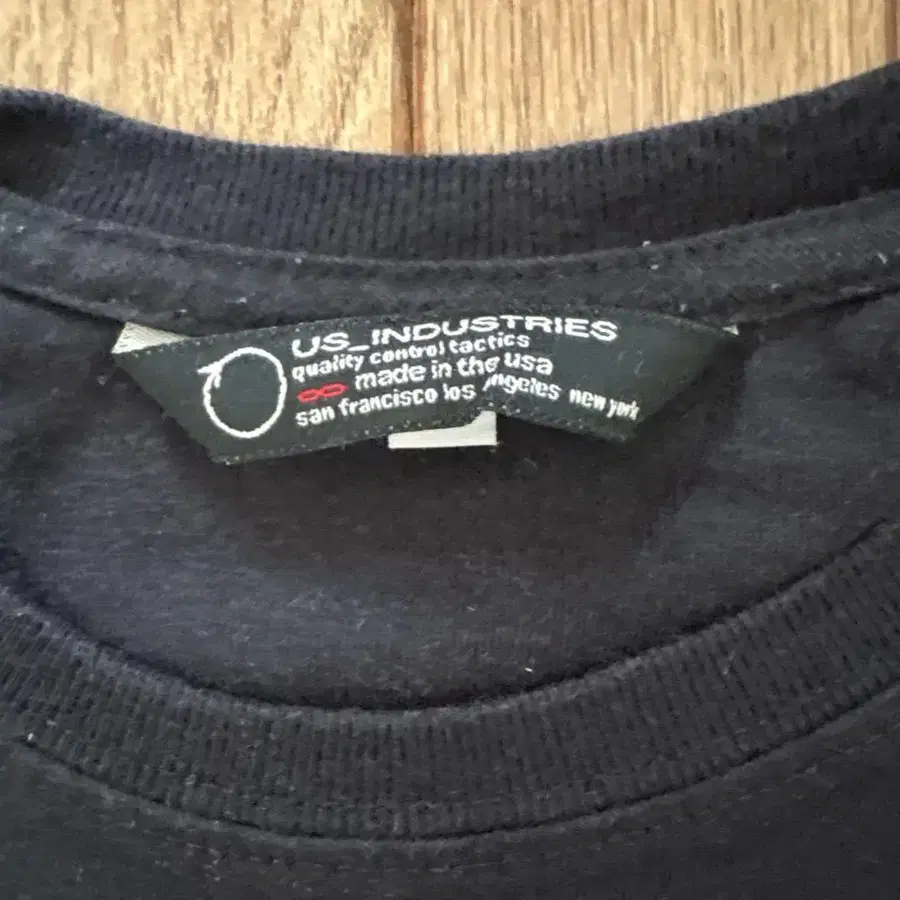 US_INDUSTRIES
quality control tactics
made in the usa
san francisco los angeles new york